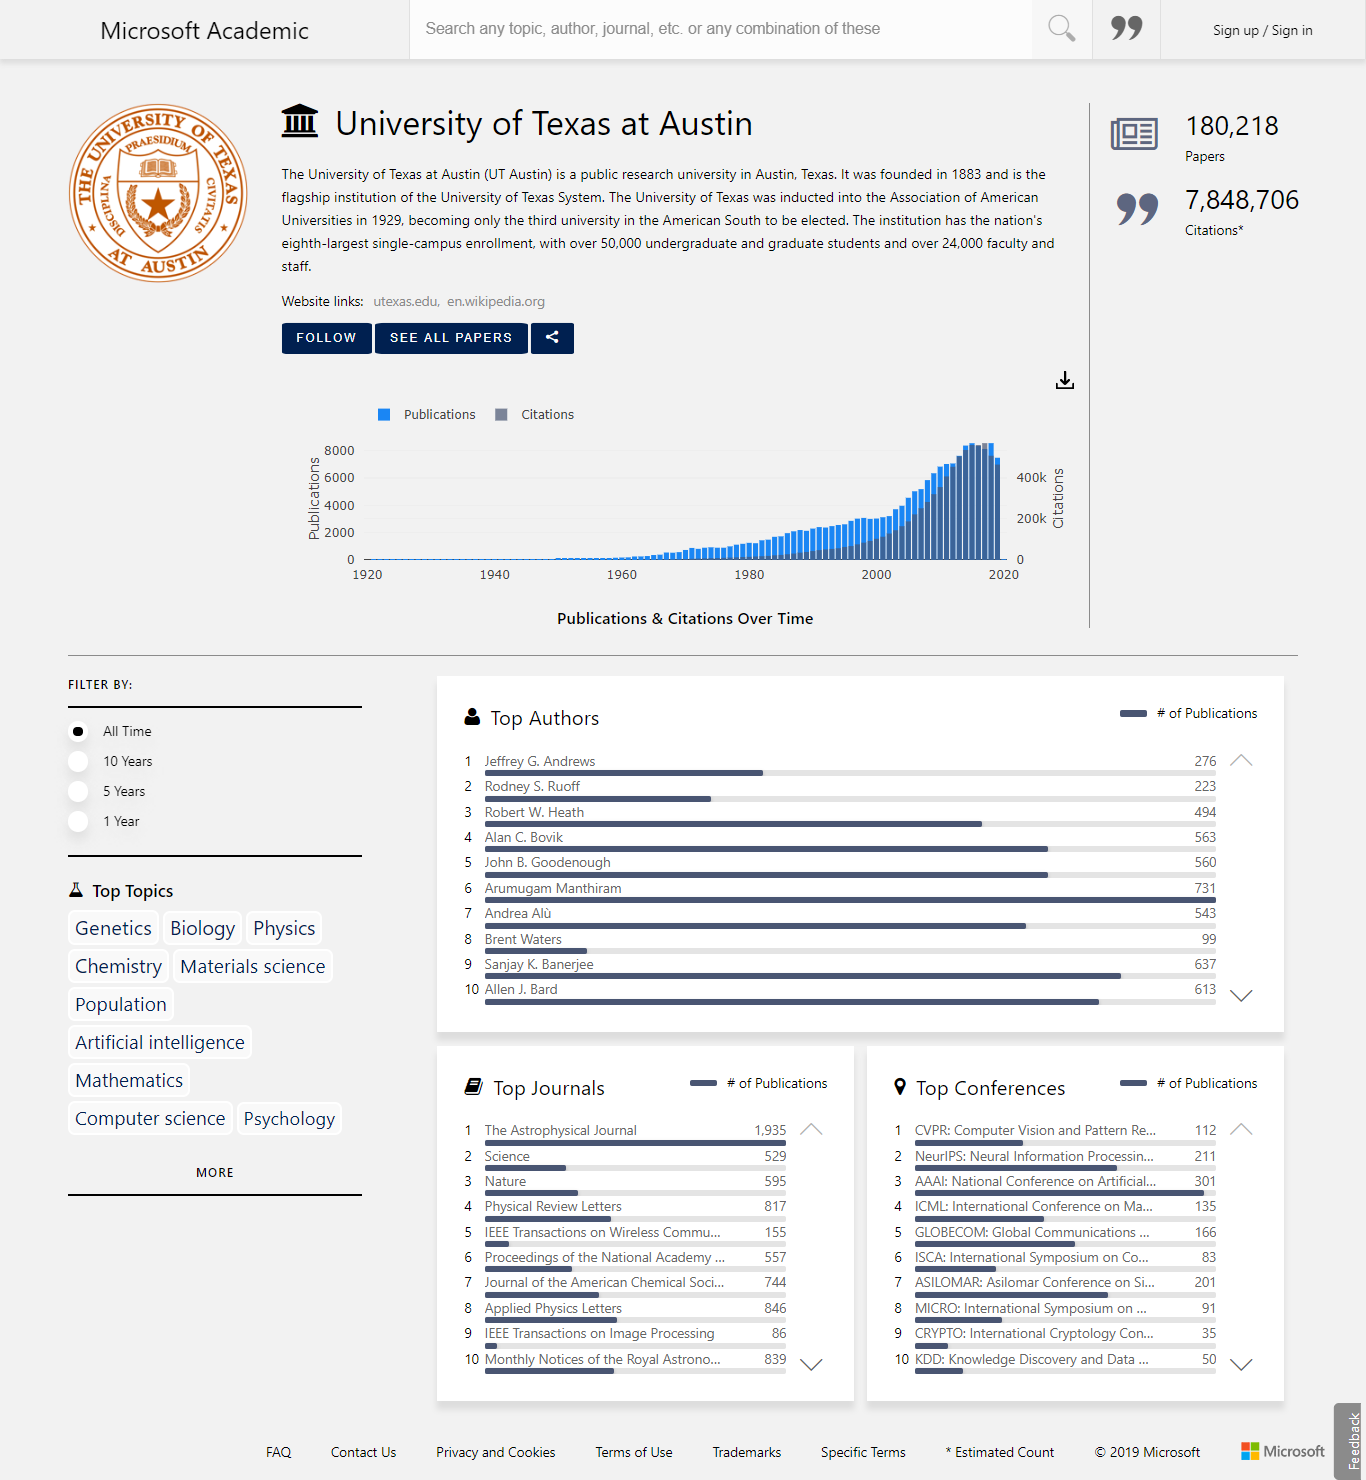 Microsoft Academic
Search any topic, author, journal, etc. or any combination of these
Sign up / Sign in
THE UNIVERSITY OF TEXAS
AT AUSTIN
PRAESIDIUM
DISCIPLINA
CIVITATIS
University of Texas at Austin
The University of Texas at Austin (UT Austin) is a public research university in Austin, Texas. It was founded in 1883 and is the
flagship institution of the University of Texas System. The University of Texas was inducted into the Association of American
Universities in 1929, becoming only the third university in the American South to be elected. The institution has the nation's
eighth-largest single-campus enrollment, with over 50,000 undergraduate and graduate students and over 24,000 faculty and
staff.
Website links: utexas.edu, en.wikipedia.org
FOLLOW
SEE ALL PAPERS
180,218
Papers
7,848,706
Citations*
Publications Citations
Publications
8000
6000
4000
2000
0
400k
200k
0
Citations
1920 1940 1960 1980 2000 2020
Publications & Citations Over Time
FILTER BY:
All Time
10 Years
5 Years
1 Year
Top Topics
Genetics Biology Physics
Chemistry Materials science
Population
Artificial intelligence
Mathematics
Computer science Psychology
MORE
Top Authors # of Publications
1 Jeffrey G. Andrews 276
2 Rodney S. Ruoff 223
3 Robert W. Heath 494
4 Alan C. Bovik 563
5 John B. Goodenough 560
6 Arumugam Manthiram 731
7 Andrea Alù 543
8 Brent Waters 99
9 Sanjay K. Banerjee 637
10 Allen J. Bard 613
Top Journals # of Publications
1 The Astrophysical Journal 1,935
2 Science 529
3 Nature 595
4 Physical Review Letters 817
5 IEEE Transactions on Wireless Commu... 155
6 Proceedings of the National Academy ... 557
7 Journal of the American Chemical Soci... 744
8 Applied Physics Letters 846
9 IEEE Transactions on Image Processing 86
10 Monthly Notices of the Royal Astrono... 839
Top Conferences # of Publications
1 CVPR: Computer Vision and Pattern Re... 112
2 NeurIPS: Neural Information Processin... 211
3 AAAI: National Conference on Artificial... 301
4 ICML: International Conference on Ma... 135
5 GLOBECOM: Global Communications ... 166
6 ISCA: International Symposium on Co... 83
7 ASILOMAR: Asilomar Conference on Si... 201
8 MICRO: International Symposium on ... 91
9 CRYPTO: International Cryptology Con... 35
10 KDD: Knowledge Discovery and Data ... 50
FAQ Contact Us Privacy and Cookies Terms of Use Trademarks Specific Terms * Estimated Count © 2019 Microsoft Microsoft
Feedback